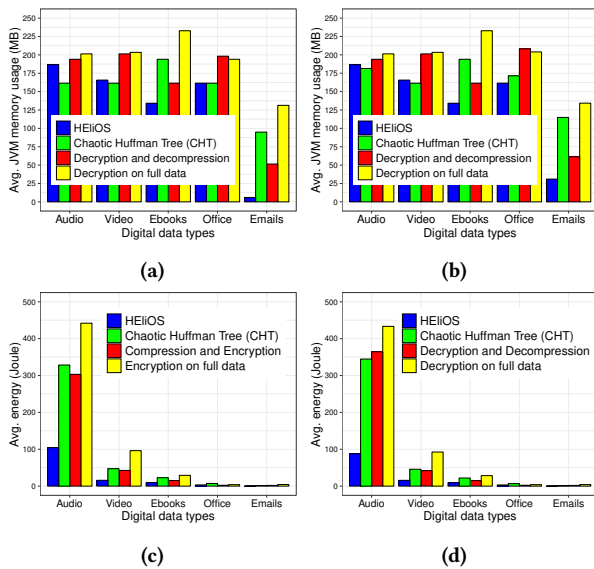 Avg. JVM memory usage (MB)
250
225
200
175
150
125
100
75
50
25
0
HEliOS
Chaotic Huffman Tree (CHT)
Decryption and decompression
Decryption on full data
Audio Video Ebooks Office Emails
Digital data types
(a)
Avg. JVM memory usage (MB)
250
225
200
175
150
125
100
75
50
25
0
HEliOS
Chaotic Huffman Tree (CHT)
Decryption and decompression
Decryption on full data
Audio Video Ebooks Office Emails
Digital data types
(b)
Avg. energy (Joule)
500
400
300
200
100
0
HEliOS
Chaotic Huffman Tree (CHT)
Compression and Encryption
Encryption on full data
Audio Video Ebooks Office Emails
Digital data types
(c)
Avg. energy (Joule)
500
400
300
200
100
0
HEliOS
Chaotic Huffman Tree (CHT)
Decryption and Decompression
Decryption on full data
Audio Video Ebooks Office Emails
Digital data types
(d)